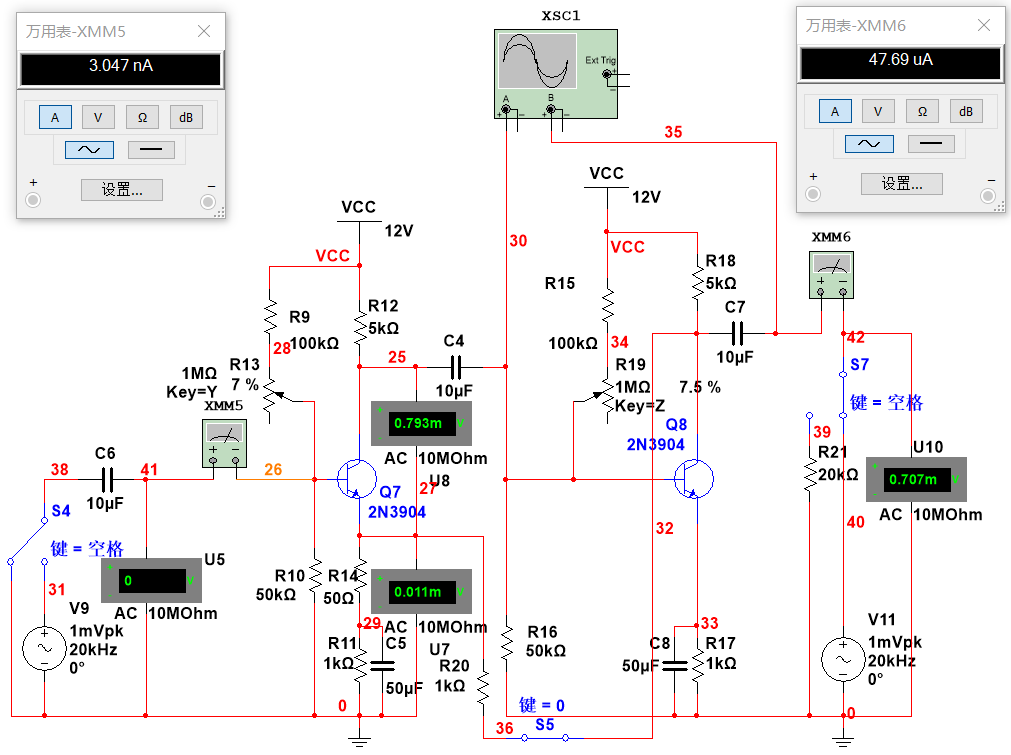 万用表-XMM5
3.047 nA
A
V
Ω
dB
+
设置...
−
XSC1
Ext Trig
+
−
A
B
+
−
+
−
万用表-XMM6
47.69 uA
A
V
Ω
dB
+
设置...
−
35
VCC
12V
VCC
30
VCC
12V
VCC
XMM6
+
−
R9
100kΩ
28
R12
5kΩ
25
C4
10µF
R15
100kΩ
34
R18
5kΩ
C7
10µF
42
S7
键 = 空格
R13
1MΩ
7 %
Key=Y
XMM5
+
−
0.793m
V
AC
10MOhm
U8
R19
1MΩ
7.5 %
Key=Z
Q8
2N3904
39
R21
20kΩ
U10
0.707m
V
AC
10MOhm
C6
10µF
38
41
26
Q7
2N3904
27
32
40
S4
键 = 空格
31
V9
1mVpk
20kHz
0°
U5
0
V
AC
10MOhm
R10
50kΩ
R14
50Ω
0.011m
V
AC
10MOhm
U7
29
R11
1kΩ
C5
50µF
R20
1kΩ
R16
50kΩ
33
C8
50µF
R17
1kΩ
V11
1mVpk
20kHz
0°
0
36
键 = 0
S5
0